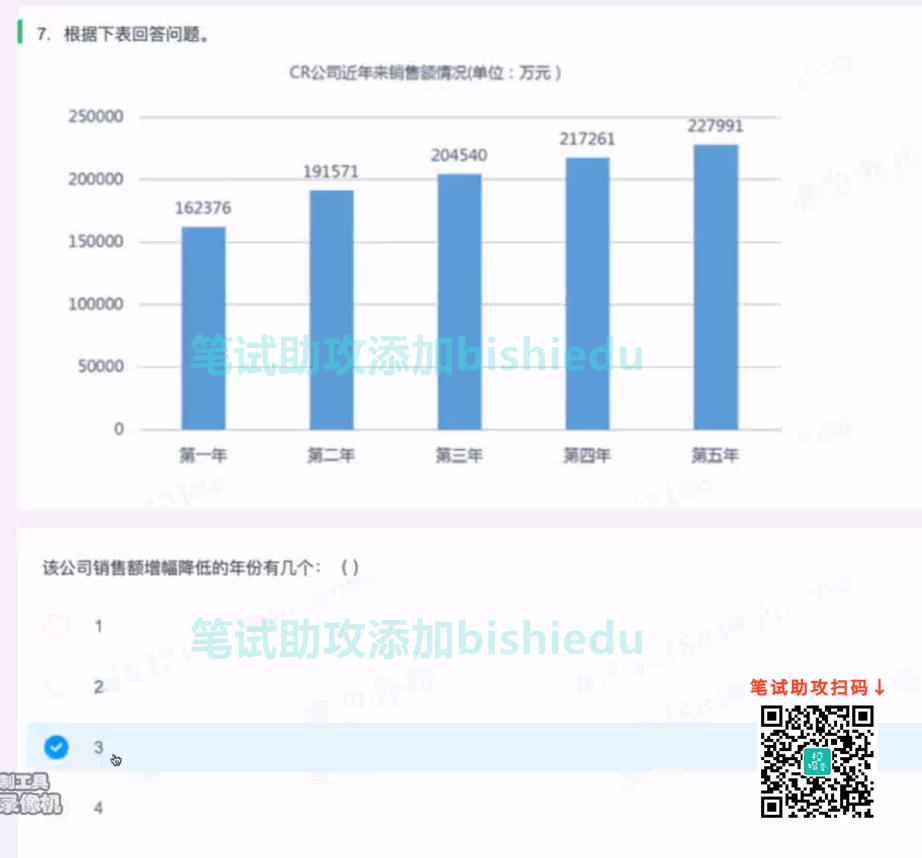 7. 根据下表回答问题。
CR公司近年来销售额情况(单位：万元）
250000
227991
217261
204540
191571
200000
162376
150000
100000
笔试助攻添加bishiedu
50000
0
第一年 第二年 第三年 第四年 第五年
该公司销售额增幅降低的年份有几个：（）
1
笔试助攻添加bishiedu
2
笔试助攻扫码↓
3
制工具
录像机
4